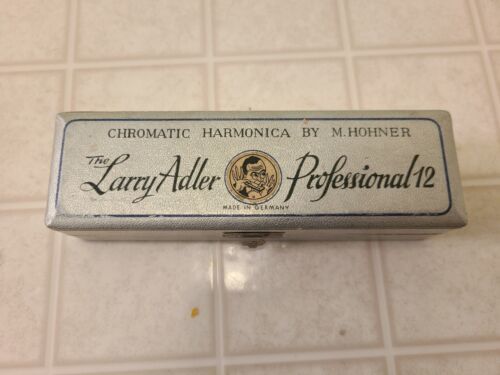 CHROMATIC HARMONICA BY M. HOHNER
The Larry Adler Professional 12
MADE IN GERMANY